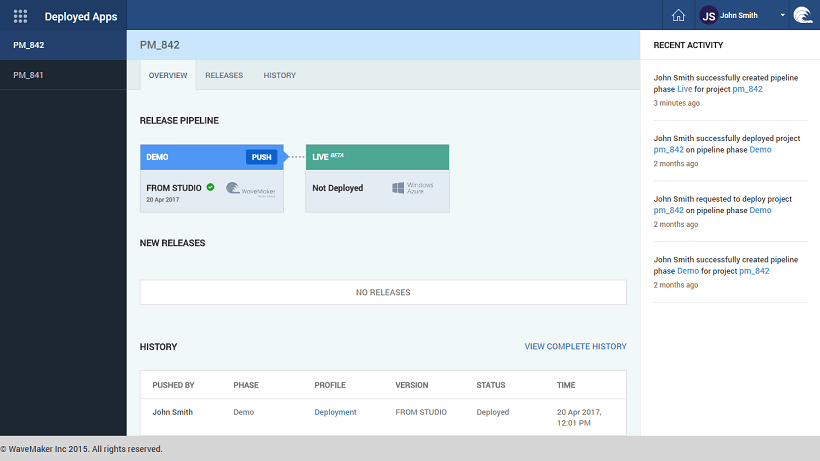 Deployed Apps
JS John Smith
PM_842
PM_841
PM_842
OVERVIEW RELEASES HISTORY
RELEASE PIPELINE
DEMO PUSH
FROM STUDIO
20 Apr 2017
WaveMaker
LIVE BETA
Not Deployed
Windows
Azure
NEW RELEASES
NO RELEASES
HISTORY
VIEW COMPLETE HISTORY
PUSHED BY PHASE PROFILE VERSION STATUS TIME
John Smith Demo Deployment FROM STUDIO Deployed 20 Apr 2017,
12:01 PM
RECENT ACTIVITY
John Smith successfully created pipeline
phase Live for project pm_842
3 minutes ago
John Smith successfully deployed project
pm_842 on pipeline phase Demo
2 months ago
John Smith requested to deploy project
pm_842 on pipeline phase Demo
2 months ago
John Smith successfully created pipeline
phase Demo for project pm_842
2 months ago
© WaveMaker Inc 2015. All rights reserved.